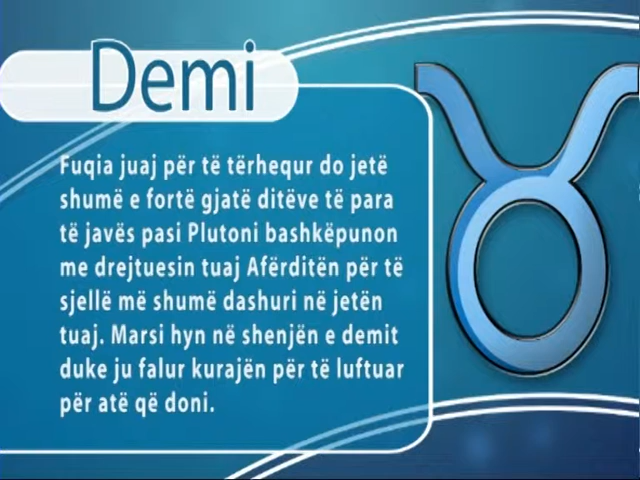 Demi
Fuqia juaj për të tërhequr do jetë
shumë e fortë gjatë ditëve të para
të javës pasi Plutoni bashkëpunon
me drejtuesin tuaj Afërditën për të
sjellë më shumë dashuri në jetën
tuaj. Marsi hyn në shenjën e demit
duke ju falur kurajën për të luftuar
për atë që doni.